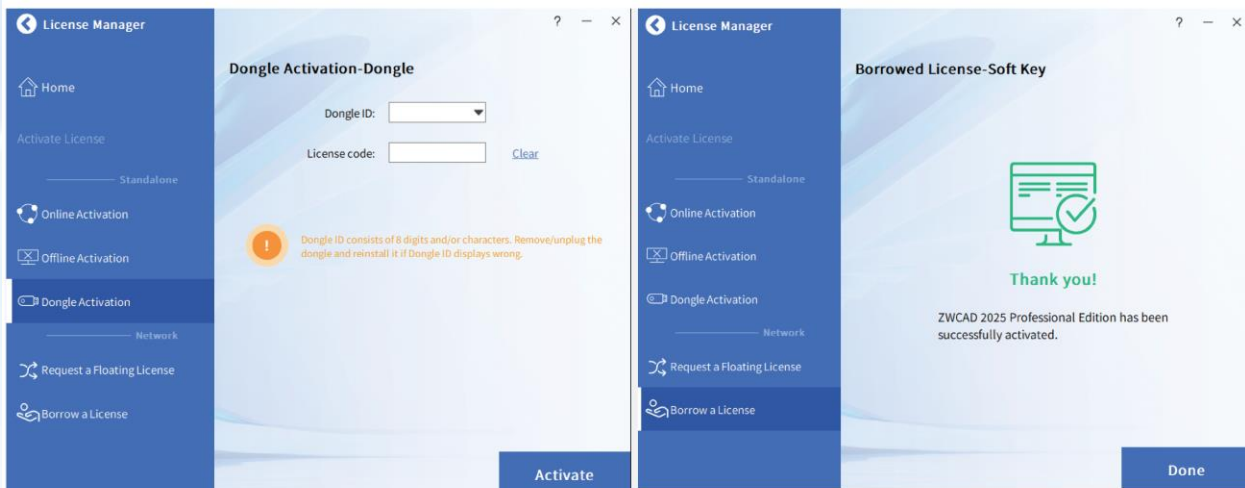 License Manager
? — ×
Home
Activate License
Standalone
Online Activation
Offline Activation
Dongle Activation
Network
Request a Floating License
Borrow a License
Dongle Activation-Dongle
Dongle ID:
License code:
Clear
!
Dongle ID consists of 8 digits and/or characters. Remove/unplug the
dongle and reinstall it if Dongle ID displays wrong.
Activate
License Manager
? — ×
Home
Activate License
Standalone
Online Activation
Offline Activation
Dongle Activation
Network
Request a Floating License
Borrow a License
Borrowed License-Soft Key
Thank you!
ZWCAD 2025 Professional Edition has been
successfully activated.
Done